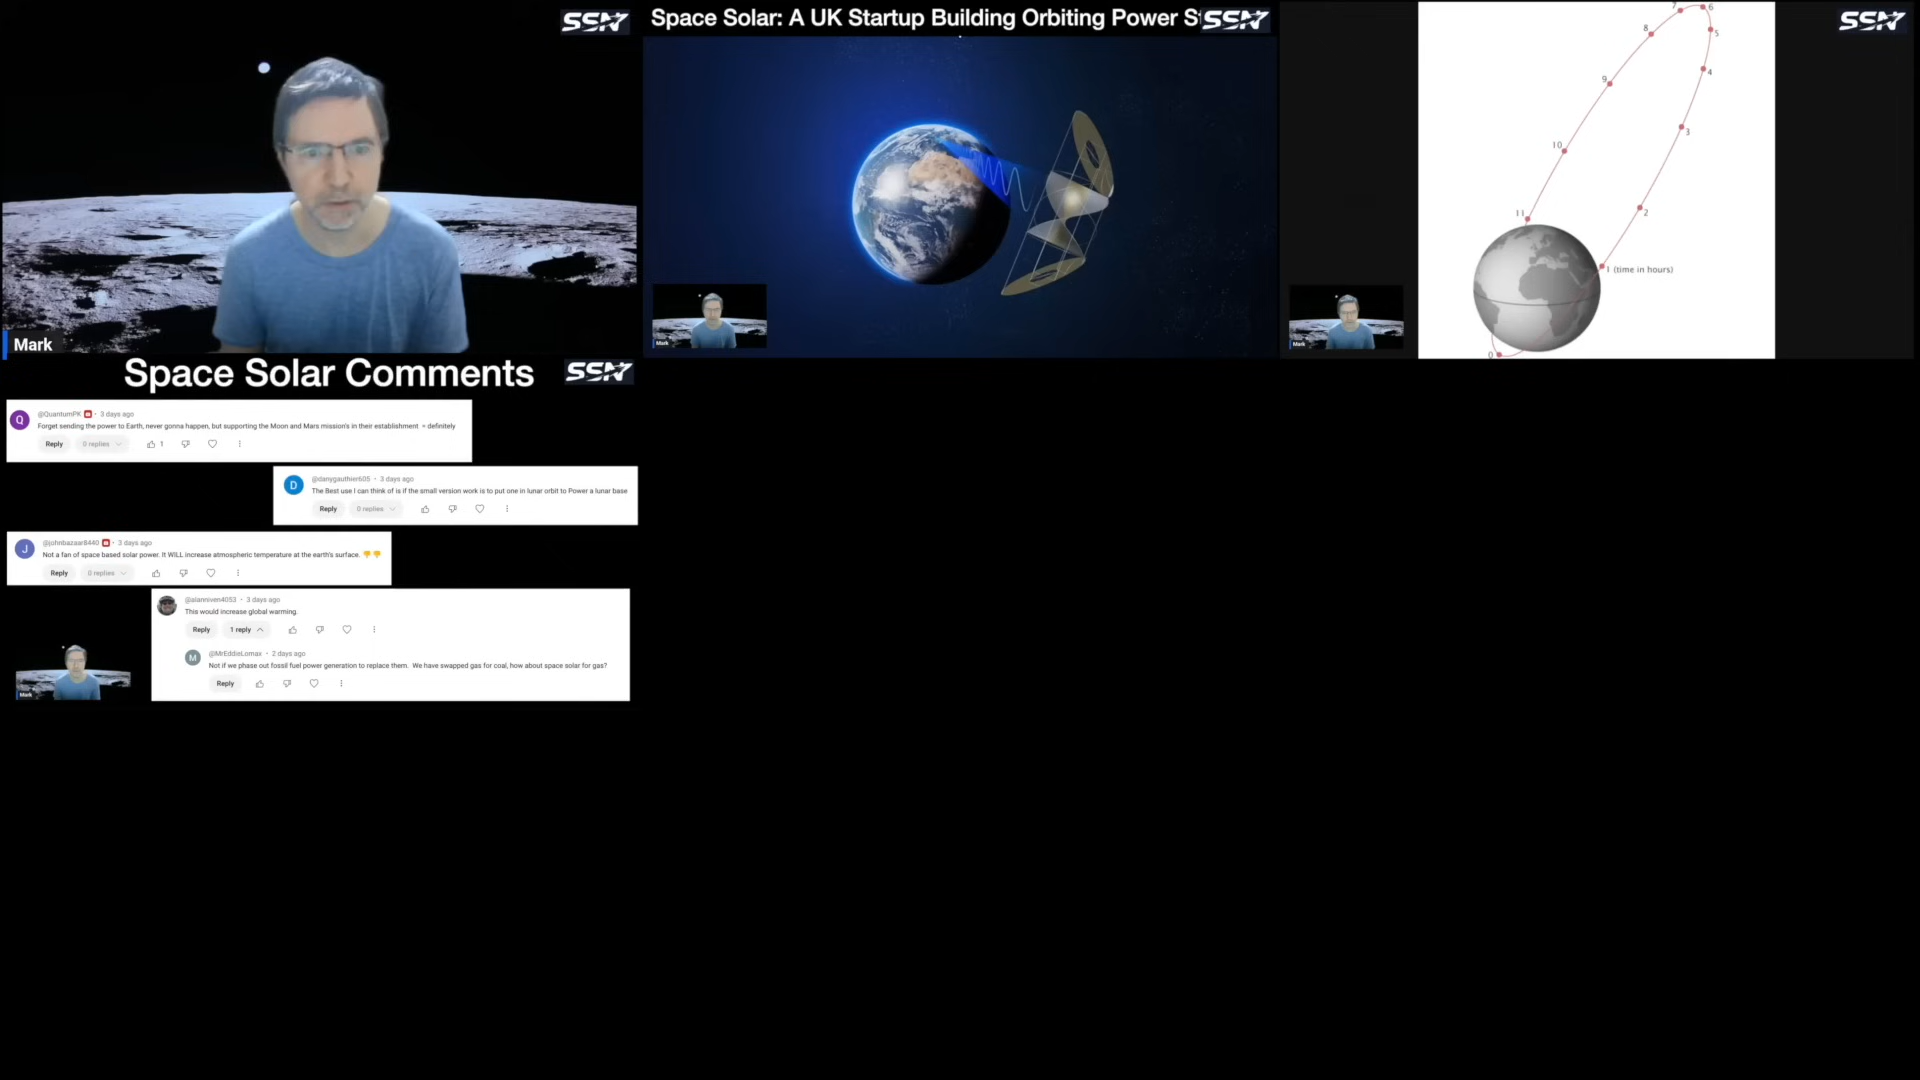 SSN
Mark
Space Solar: A UK Startup Building Orbiting Power S
SSN
Mark
SSN
7
6
8
5
4
9
3
10
2
11
1 (time in hours)
0
Mark
Space Solar Comments
SSN
Q
@QuantumPK · 3 days ago
Forget sending the power to Earth, never gonna happen, but supporting the Moon and Mars mission's in their establishment = definitely
Reply 0 replies 1
D
@danygauthier605 · 3 days ago
The Best use I can think of is if the small version work is to put one in lunar orbit to Power a lunar base
Reply 0 replies
J
@johnbazaar8440 · 3 days ago
Not a fan of space based solar power. It WILL increase atmospheric temperature at the earth's surface. 👎👎
Reply 0 replies
@alanniven4053 · 3 days ago
This would increase global warming.
Reply 1 reply
M
@MrEddieLomax · 2 days ago
Not if we phase out fossil fuel power generation to replace them. We have swapped gas for coal, how about space solar for gas?
Reply
Mark